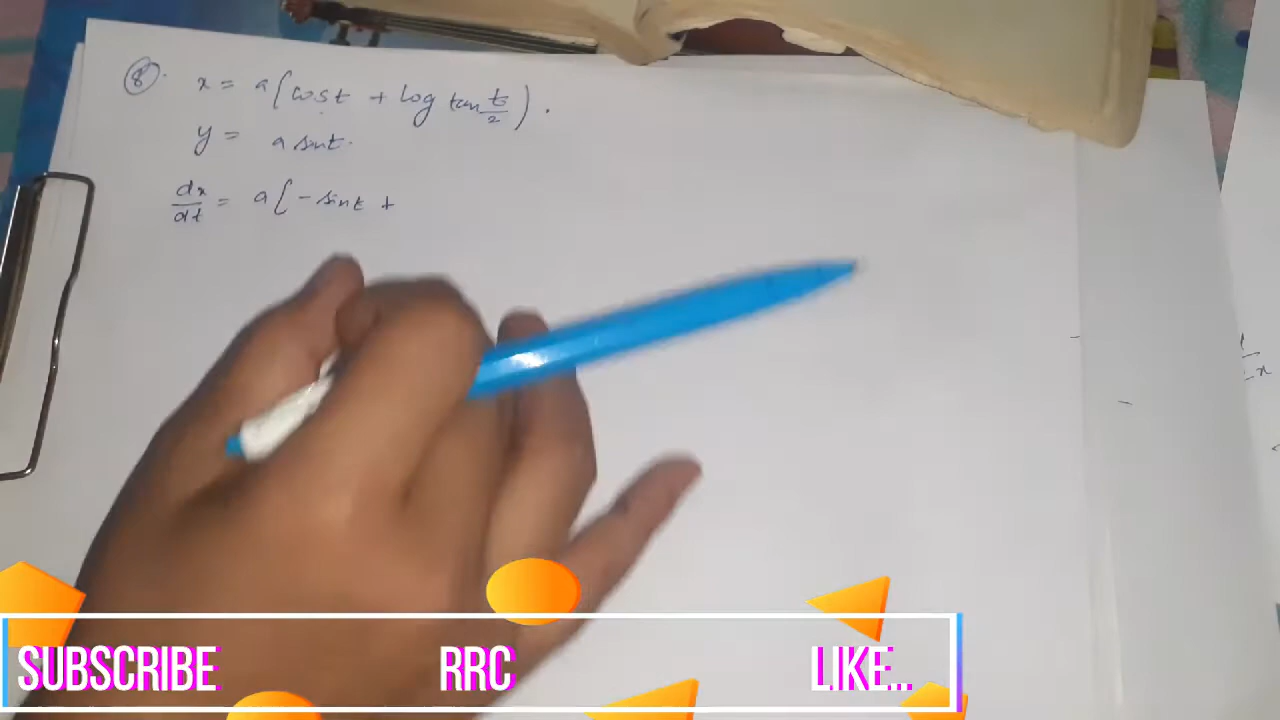 8. x = a(cost + log tan t/2).
y = a sint.
dx/dt = a[- sint +
SUBSCRIBE RRC LIKE...